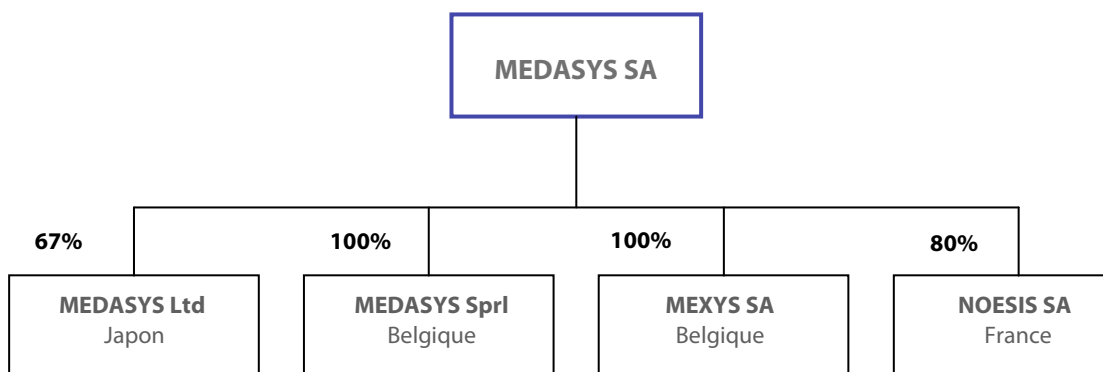 MEDASYS SA
67%
100%
100%
80%
MEDASYS Ltd
Japon
MEDASYS Sprl
Belgique
MEXYS SA
Belgique
NOESIS SA
France